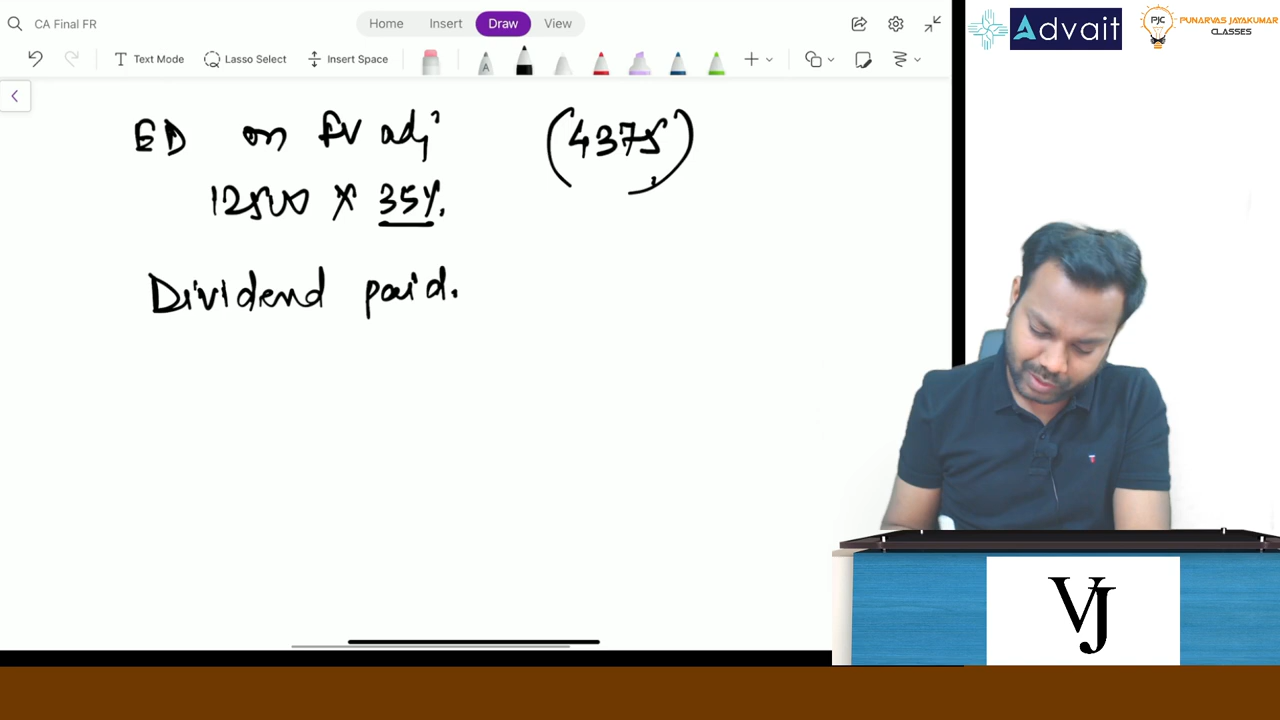 CA Final FR
Home Insert Draw View
Text Mode Lasso Select Insert Space
Advait
PJC PUNARVAS JAYAKUMAR
CLASSES
ED on FV adj (4375)
12500 × 35%.
Dividend paid.
VJ